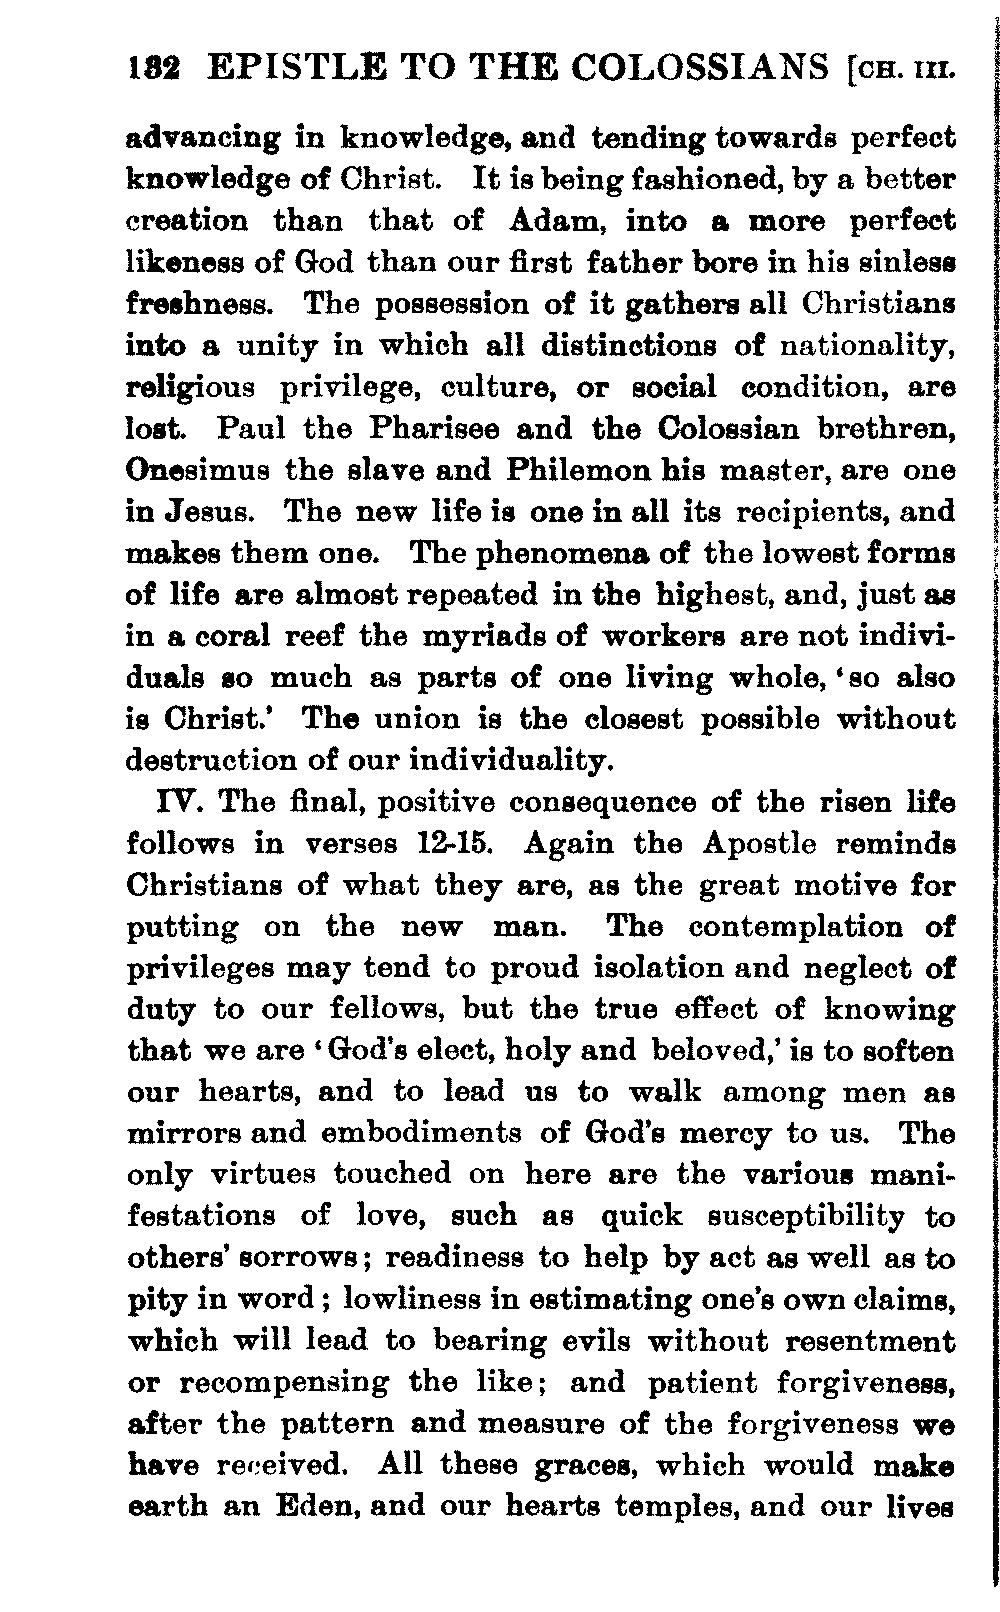 182 EPISTLE TO THE COLOSSIANS [CH. III.
advancing in knowledge, and tending towards perfect
knowledge of Christ. It is being fashioned, by a better
creation than that of Adam, into a more perfect
likeness of God than our first father bore in his sinless
freshness. The possession of it gathers all Christians
into a unity in which all distinctions of nationality,
religious privilege, culture, or social condition, are
lost. Paul the Pharisee and the Colossian brethren,
Onesimus the slave and Philemon his master, are one
in Jesus. The new life is one in all its recipients, and
makes them one. The phenomena of the lowest forms
of life are almost repeated in the highest, and, just as
in a coral reef the myriads of workers are not indivi-
duals so much as parts of one living whole, 'so also
is Christ.' The union is the closest possible without
destruction of our individuality.
IV. The final, positive consequence of the risen life
follows in verses 12-15. Again the Apostle reminds
Christians of what they are, as the great motive for
putting on the new man. The contemplation of
privileges may tend to proud isolation and neglect of
duty to our fellows, but the true effect of knowing
that we are 'God's elect, holy and beloved,' is to soften
our hearts, and to lead us to walk among men as
mirrors and embodiments of God's mercy to us. The
only virtues touched on here are the various mani-
festations of love, such as quick susceptibility to
others' sorrows; readiness to help by act as well as to
pity in word; lowliness in estimating one's own claims,
which will lead to bearing evils without resentment
or recompensing the like; and patient forgiveness,
after the pattern and measure of the forgiveness we
have received. All these graces, which would make
earth an Eden, and our hearts temples, and our lives